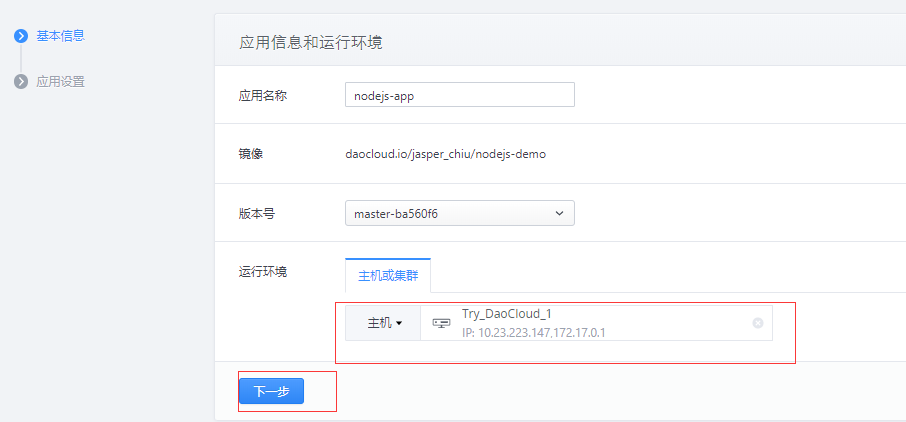 基本信息
应用设置
应用信息和运行环境
应用名称
nodejs-app
镜像
daocloud.io/jasper_chiu/nodejs-demo
版本号
master-ba560f6
运行环境
主机或集群
主机
Try_DaoCloud_1
IP: 10.23.223.147,172.17.0.1
下一步